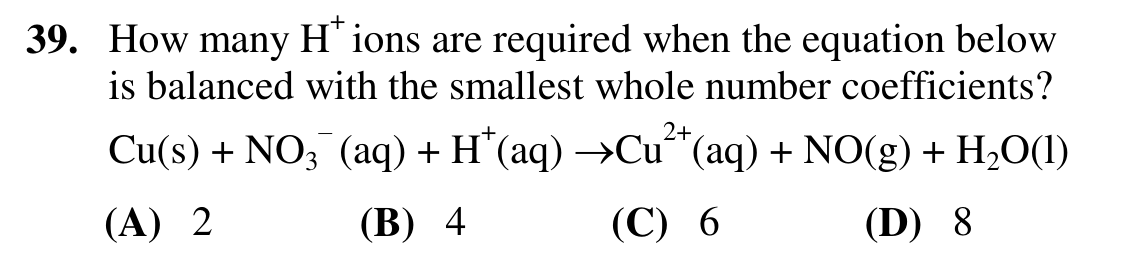 39. How many H⁺ ions are required when the equation below
is balanced with the smallest whole number coefficients?
Cu(s) + NO₃⁻ (aq) + H⁺(aq) →Cu²⁺(aq) + NO(g) + H₂O(l)
(A) 2 (B) 4 (C) 6 (D) 8